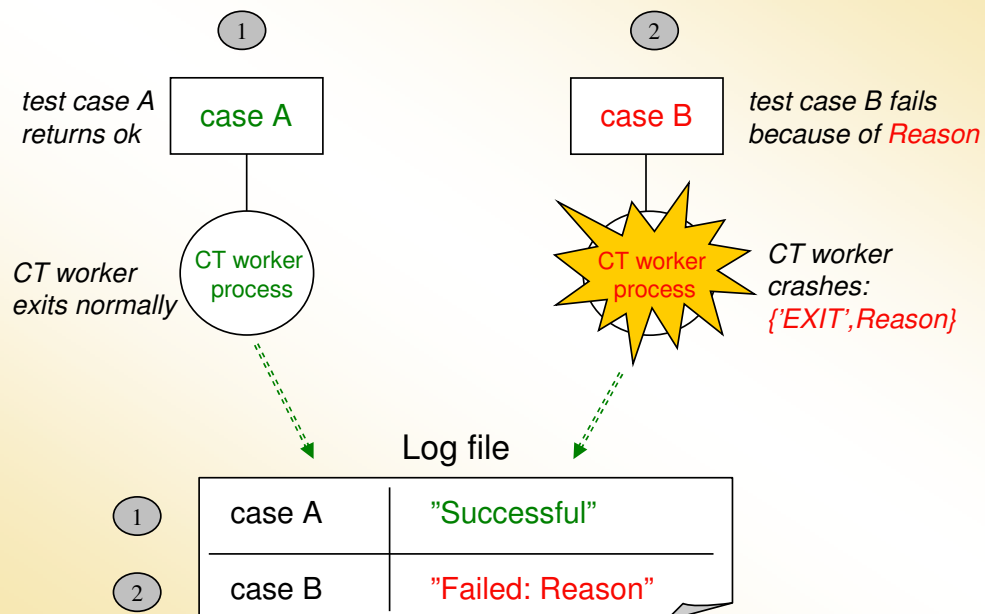 1
2
test case A
returns ok
case A
case B
test case B fails
because of Reason
CT worker
exits normally
CT worker
process
CT worker
process
CT worker
crashes:
{’EXIT’,Reason}
Log file
1
case A
”Successful”
2
case B
”Failed: Reason”